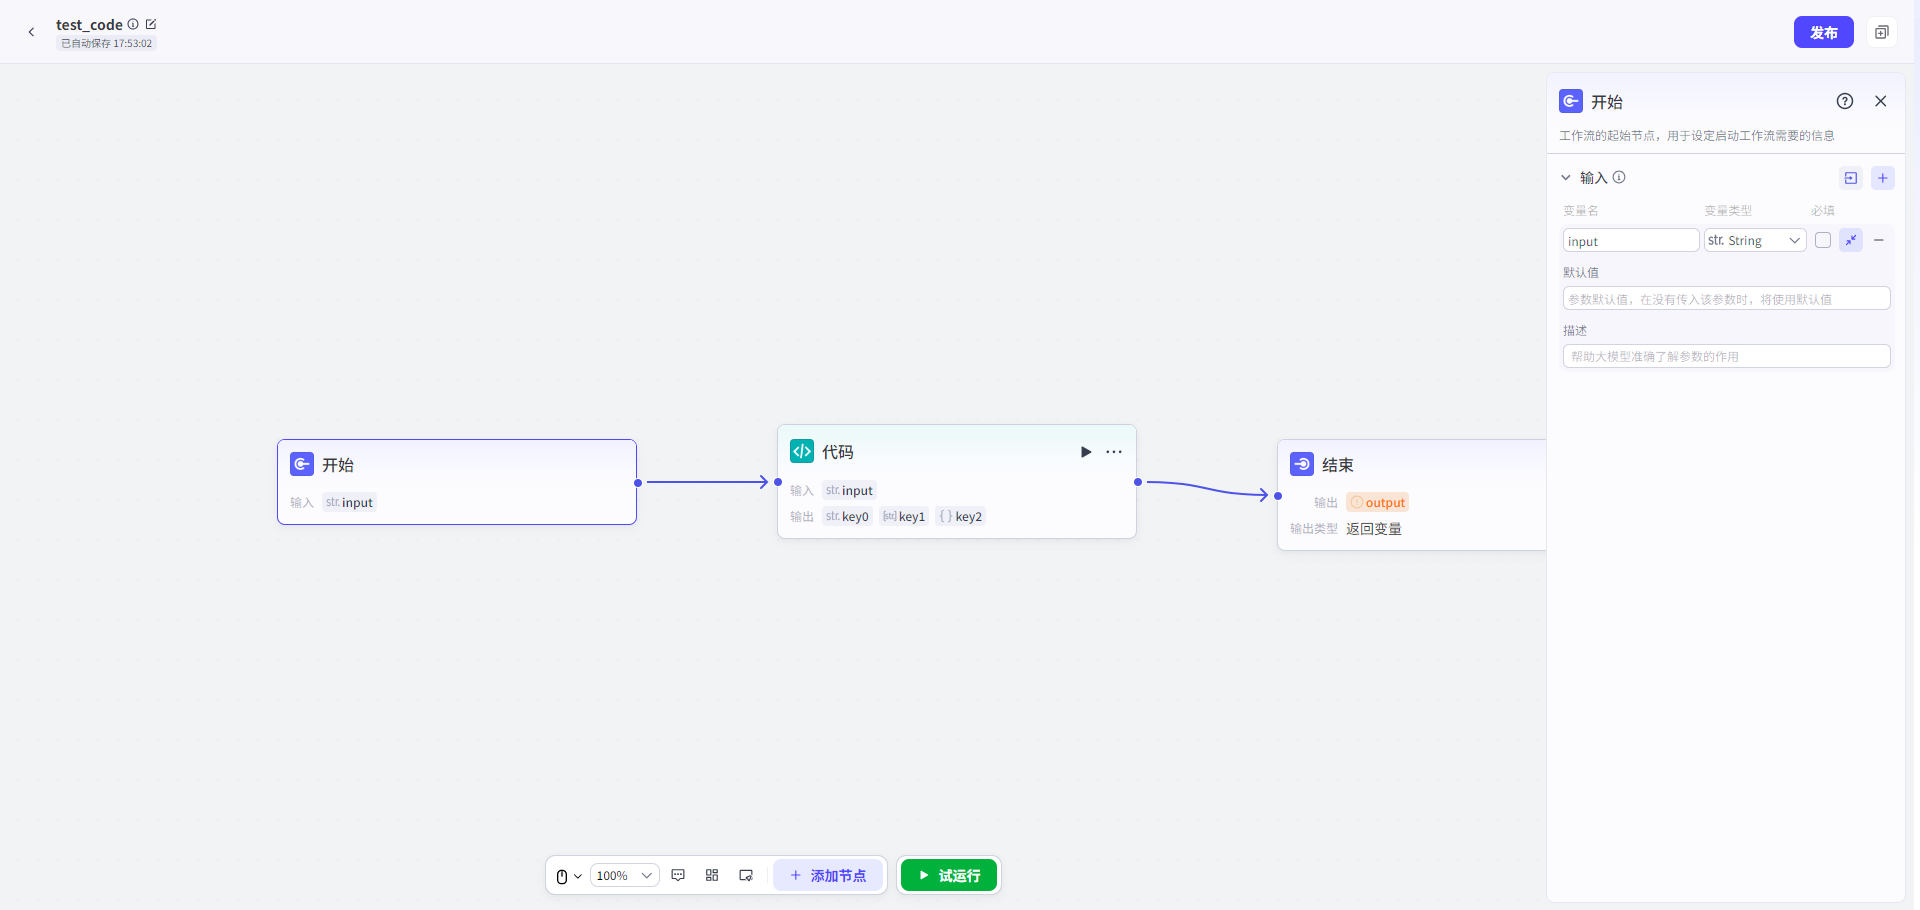 test_code
已自动保存 17:53:02
发布
开始
工作流的起始节点，用于设定启动工作流需要的信息
输入
变量名 变量类型 必填
input str. String
默认值
参数默认值，在没有传入该参数时，将使用默认值
描述
帮助大模型准确了解参数的作用
开始
输入 str. input
代码
输入 str. input
输出 str. key0 [str] key1 { } key2
结束
输出 output
输出类型 返回变量
100% 添加节点 试运行